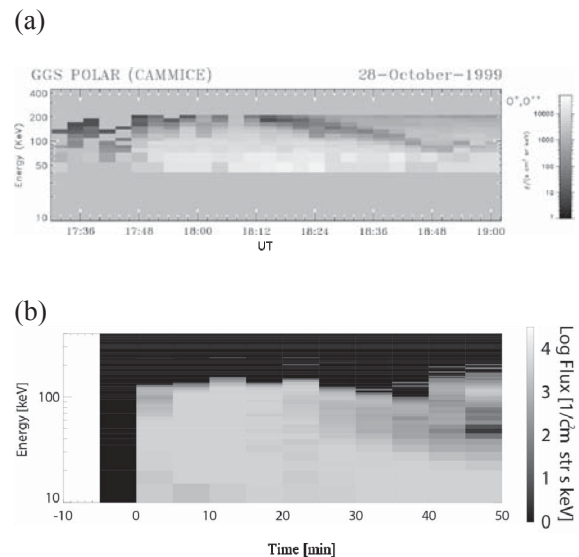 (a)
GGS POLAR (CAMMICE) 28-October-1999
O⁺,O⁺⁺
400
200
100
50
10
Energy (KeV)
17:36 17:48 18:00 18:12 18:24 18:36 18:48 19:00
UT
10000
1000
100
10
1
(b)
100
10
Energy [keV]
-10 0 10 20 30 40 50
Time [min]
4
3
2
1
0
Log Flux [1/cm² str s keV]